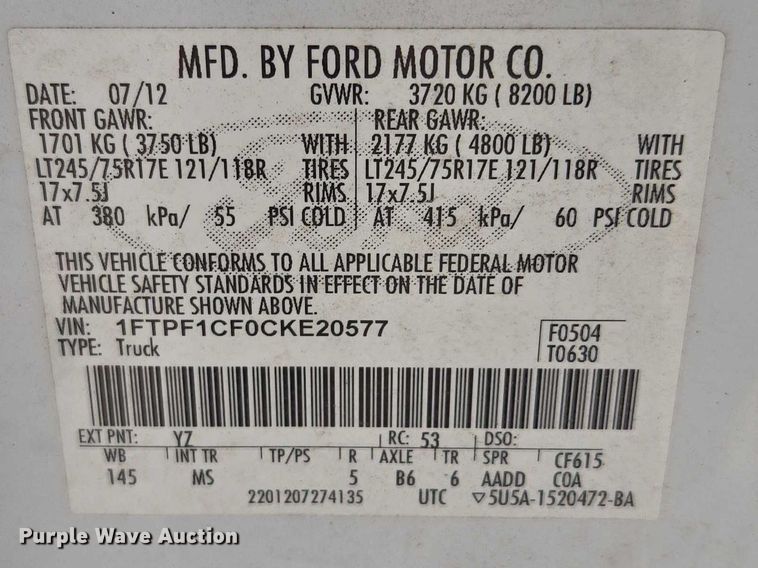 MFD. BY FORD MOTOR CO.
DATE: 07/12 GVWR: 3720 KG ( 8200 LB)
FRONT GAWR: REAR GAWR:
1701 KG ( 3750 LB) WITH 2177 KG ( 4800 LB) WITH
LT245/75R17E 121/118R TIRES LT245/75R17E 121/118R TIRES
17x7.5J RIMS 17x7.5J RIMS
AT 380 kPa/ 55 PSI COLD AT 415 kPa/ 60 PSI COLD
THIS VEHICLE CONFORMS TO ALL APPLICABLE FEDERAL MOTOR
VEHICLE SAFETY STANDARDS IN EFFECT ON THE DATE OF
MANUFACTURE SHOWN ABOVE.
VIN: 1FTPF1CF0CKE20577 F0504
TYPE: Truck T0630
EXT PNT: YZ RC: 53 DSO:
WB INT TR TP/PS R AXLE TR SPR CF615
145 MS 5 B6 6 AADD COA
2201207274135 UTC ▽5U5A-1520472-BA
Purple Wave Auction